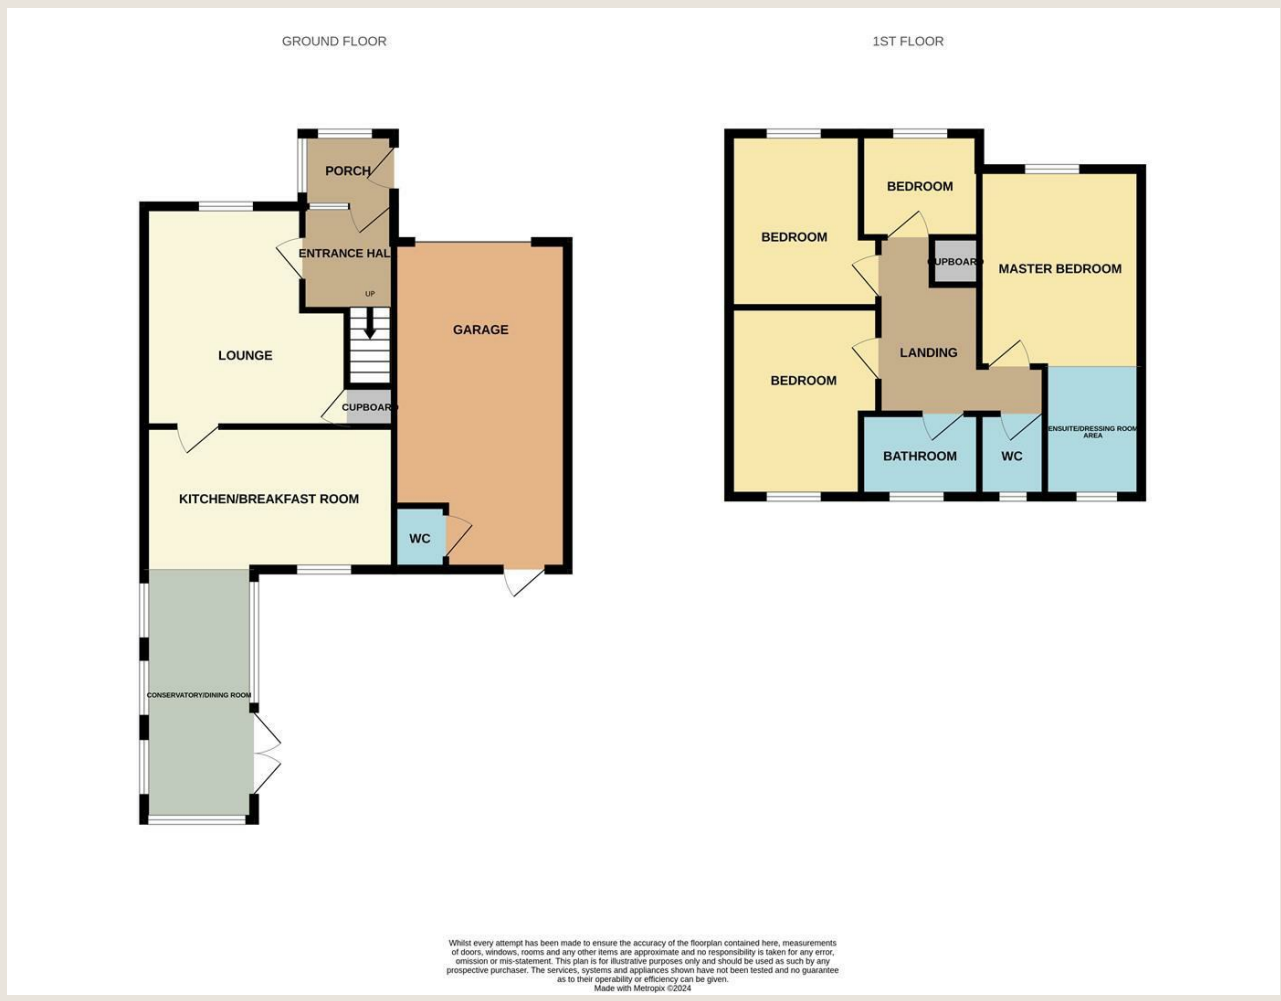 GROUND FLOOR
1ST FLOOR
PORCH
ENTRANCE HALL
UP
LOUNGE
CUPBOARD
GARAGE
KITCHEN/BREAKFAST ROOM
WC
CONSERVATORY/DINING ROOM
BEDROOM
BEDROOM
CUPBOARD
MASTER BEDROOM
LANDING
BEDROOM
BATHROOM
WC
ENSUITE/DRESSING ROOM
AREA
Whilst every attempt has been made to ensure the accuracy of the floorplan contained here, measurements
of doors, windows, rooms and any other items are approximate and no responsibility is taken for any error,
omission or mis-statement. This plan is for illustrative purposes only and should be used as such by any
prospective purchaser. The services, systems and appliances shown have not been tested and no guarantee
as to their operability or efficiency can be given.
Made with Metropix ©2024